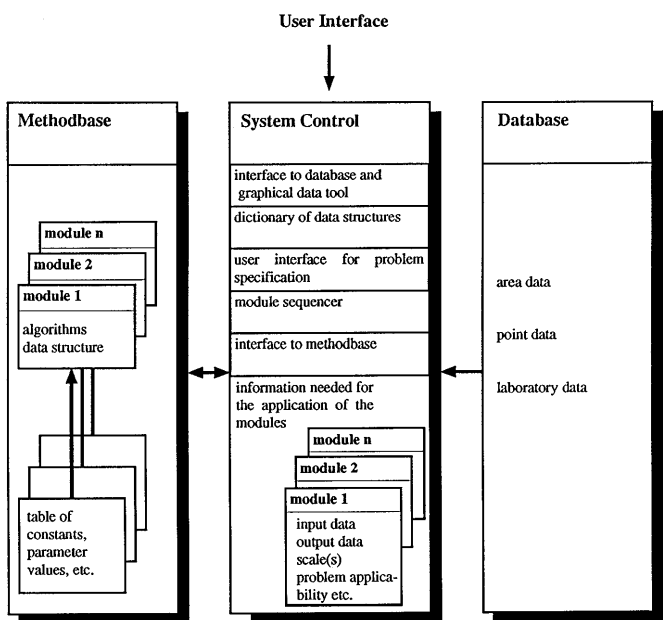 User Interface
Methodbase
module n
module 2
module 1
algorithms
data structure
table of
constants,
parameter
values, etc.
System Control
interface to database and
graphical data tool
dictionary of data structures
user interface for problem
specification
module sequencer
interface to methodbase
information needed for
the application of the
modules
module n
module 2
module 1
input data
output data
scale(s)
problem applica-
bility etc.
Database
area data
point data
laboratory data